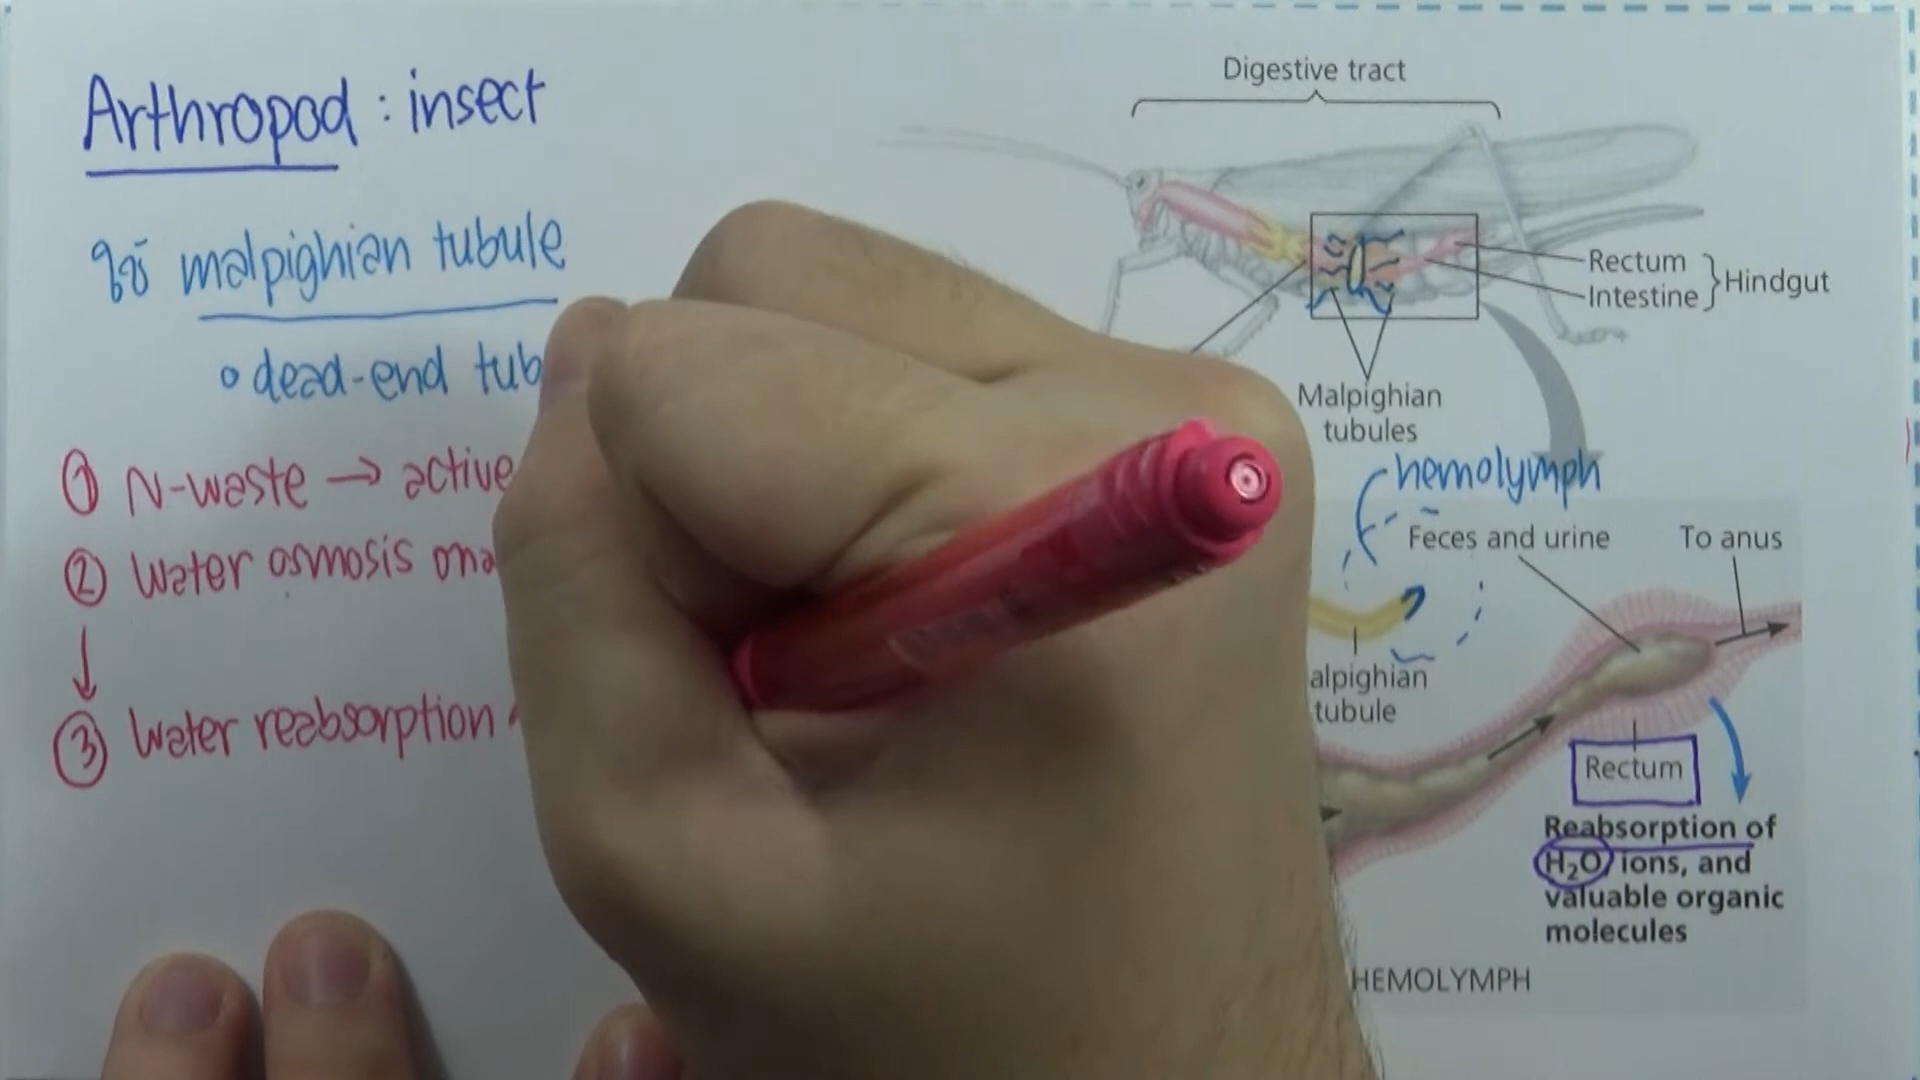 Arthropod : insect
ใช้ malpighian tubule
dead-end tub
① N-waste → active
② Water osmosis
↓
③ Water reabsorption
Digestive tract
Rectum
Intestine
Hindgut
Malpighian
tubules
hemolymph
Feces and urine
To anus
alpighian
tubule
Rectum
Reabsorption of
H₂O, ions, and
valuable organic
molecules
HEMOLYMPH